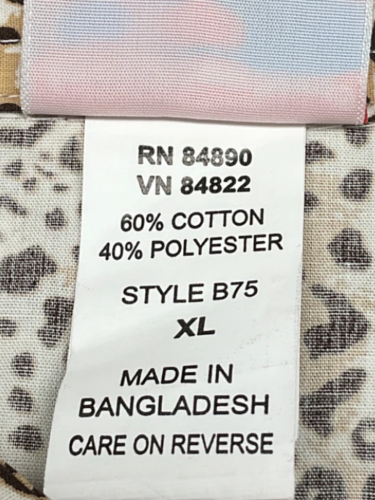 RN 84890
VN 84822
60% COTTON
40% POLYESTER
STYLE B75
XL
MADE IN
BANGLADESH
CARE ON REVERSE